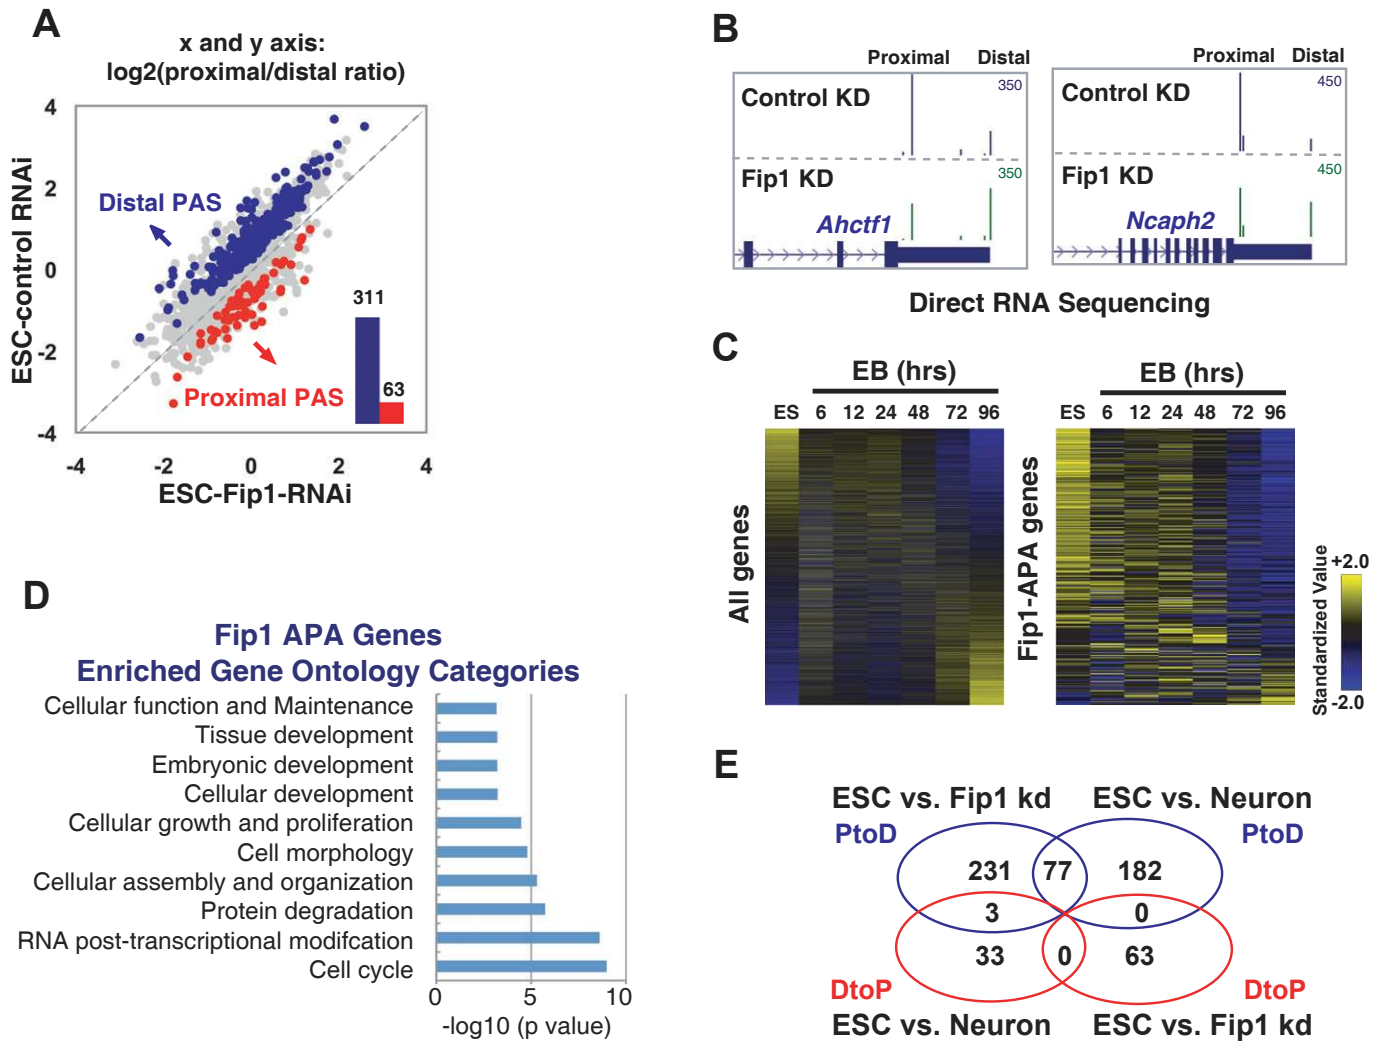 A
x and y axis:
log2(proximal/distal ratio)
4
2
0
-2
-4
-4
-2
0
2
4
ESC-control RNAi
ESC-Fip1-RNAi
Distal PAS
Proximal PAS
311
63
B
Proximal Distal
Control KD
350
Fip1 KD
350
Ahctf1
Proximal Distal
Control KD
450
Fip1 KD
450
Ncaph2
Direct RNA Sequencing
C
EB (hrs)
ES 6 12 24 48 72 96
All genes
EB (hrs)
ES 6 12 24 48 72 96
Fip1-APA genes
Standardized Value
+2.0
-2.0
D
Fip1 APA Genes
Enriched Gene Ontology Categories
Cellular function and Maintenance
Tissue development
Embryonic development
Cellular development
Cellular growth and proliferation
Cell morphology
Cellular assembly and organization
Protein degradation
RNA post-transcriptional modifcation
Cell cycle
0 5 10
-log10 (p value)
E
ESC vs. Fip1 kd ESC vs. Neuron
PtoD PtoD
231 77 182
3 0
33 0 63
DtoP DtoP
ESC vs. Neuron ESC vs. Fip1 kd